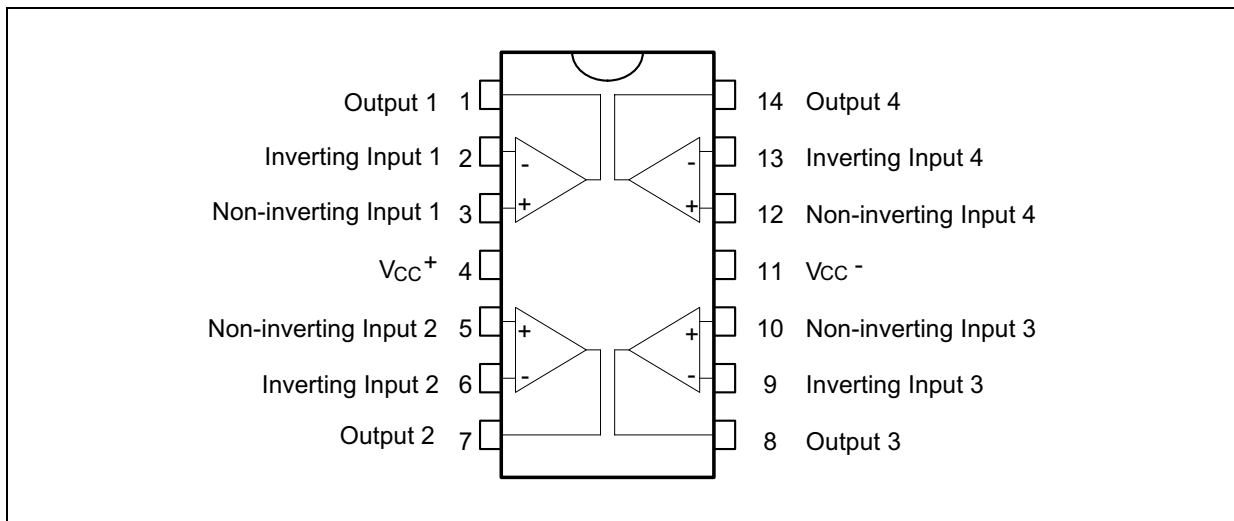 Output 1 1 14 Output 4
Inverting Input 1 2 - - 13 Inverting Input 4
Non-inverting Input 1 3 + + 12 Non-inverting Input 4
VCC+ 4 11 VCC -
Non-inverting Input 2 5 + + 10 Non-inverting Input 3
Inverting Input 2 6 - - 9 Inverting Input 3
Output 2 7 8 Output 3